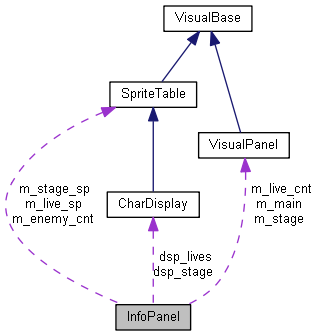 VisualBase
SpriteTable
VisualPanel
m_stage_sp
m_live_sp
m_enemy_cnt
CharDisplay
m_live_cnt
m_main
m_stage
dsp_lives
dsp_stage
InfoPanel